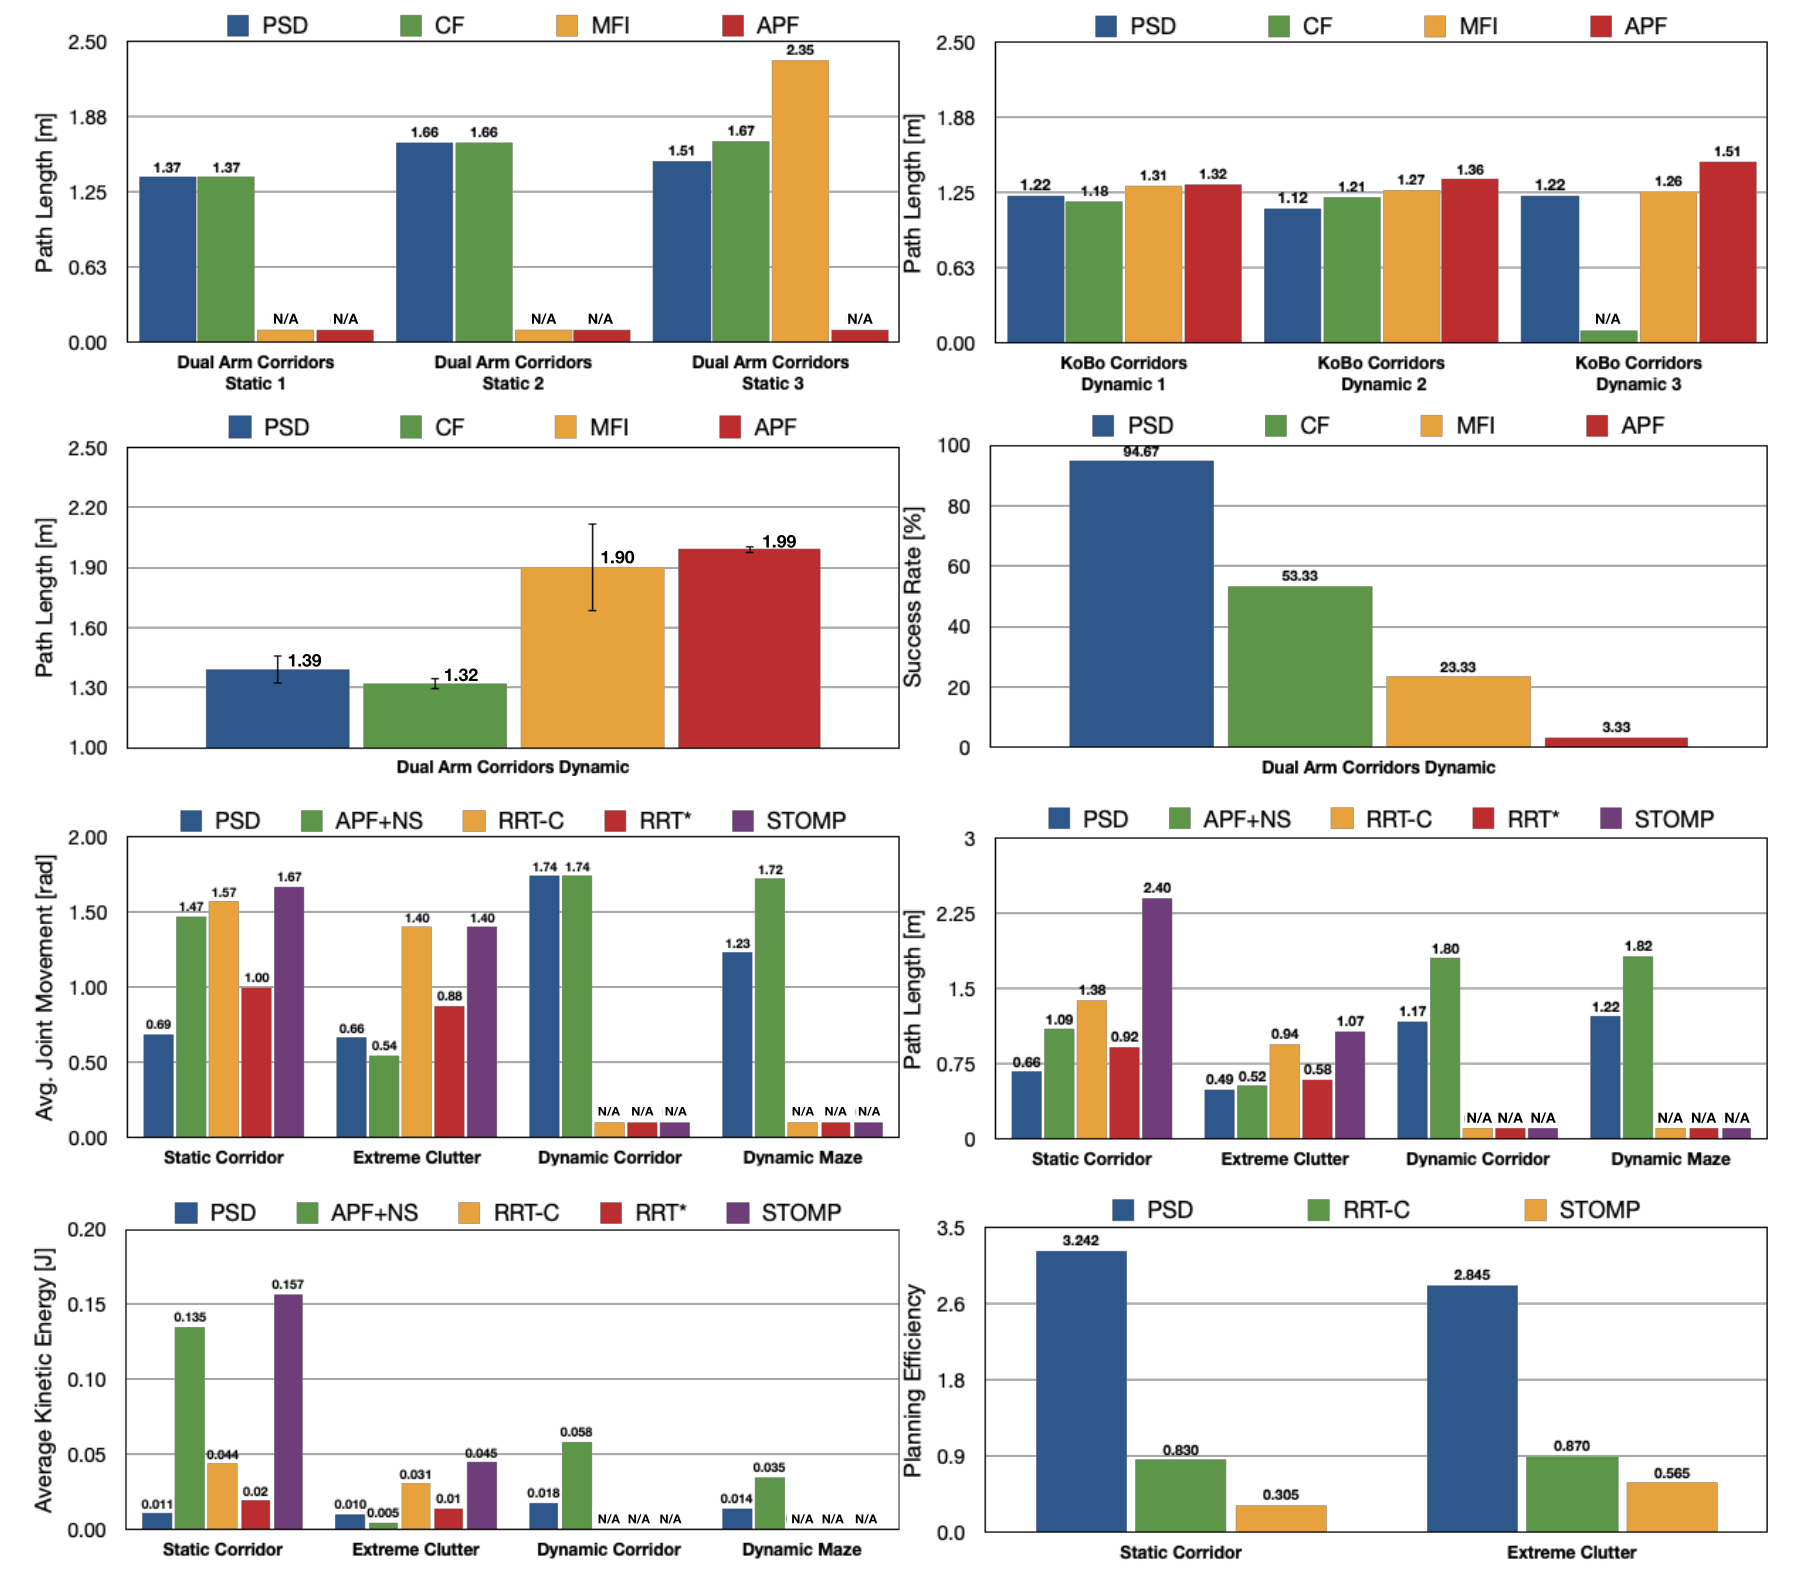 PSD CF MFI APF
2.50
1.88
1.25
0.63
0.00
Path Length [m]
1.37 1.37 N/A N/A
1.66 1.66 N/A N/A
1.51 1.67 2.35 N/A
Dual Arm Corridors Static 1
Dual Arm Corridors Static 2
Dual Arm Corridors Static 3
PSD CF MFI APF
2.50
1.88
1.25
0.63
0.00
Path Length [m]
1.22 1.18 1.31 1.32
1.12 1.21 1.27 1.36
1.22 N/A 1.26 1.51
KoBo Corridors Dynamic 1
KoBo Corridors Dynamic 2
KoBo Corridors Dynamic 3
PSD CF MFI APF
2.50
2.20
1.90
1.60
1.30
1.00
Path Length [m]
1.39 1.32 1.90 1.99
Dual Arm Corridors Dynamic
PSD CF MFI APF
100
80
60
40
20
0
Success Rate [%]
94.67 53.33 23.33 3.33
Dual Arm Corridors Dynamic
PSD APF+NS RRT-C RRT* STOMP
2.00
1.50
1.00
0.50
0.00
Avg. Joint Movement [rad]
0.69 1.47 1.57 1.00 1.67
0.66 0.54 1.40 0.88 1.40
1.74 1.74 N/A N/A N/A
1.23 1.72 N/A N/A N/A
Static Corridor Extreme Clutter Dynamic Corridor Dynamic Maze
PSD APF+NS RRT-C RRT* STOMP
3
2.25
1.5
0.75
0
Path Length [m]
0.66 1.09 1.38 0.92 2.40
0.49 0.52 0.94 0.58 1.07
1.17 1.80 N/A N/A N/A
1.22 1.82 N/A N/A N/A
Static Corridor Extreme Clutter Dynamic Corridor Dynamic Maze
PSD APF+NS RRT-C RRT* STOMP
0.20
0.15
0.10
0.05
0.00
Average Kinetic Energy [J]
0.011 0.135 0.044 0.02 0.157
0.010 0.005 0.031 0.01 0.045
0.018 0.058 N/A N/A N/A
0.014 0.035 N/A N/A N/A
Static Corridor Extreme Clutter Dynamic Corridor Dynamic Maze
PSD RRT-C STOMP
3.5
2.6
1.8
0.9
0.0
Planning Efficiency
3.242 0.830 0.305
2.845 0.870 0.565
Static Corridor Extreme Clutter